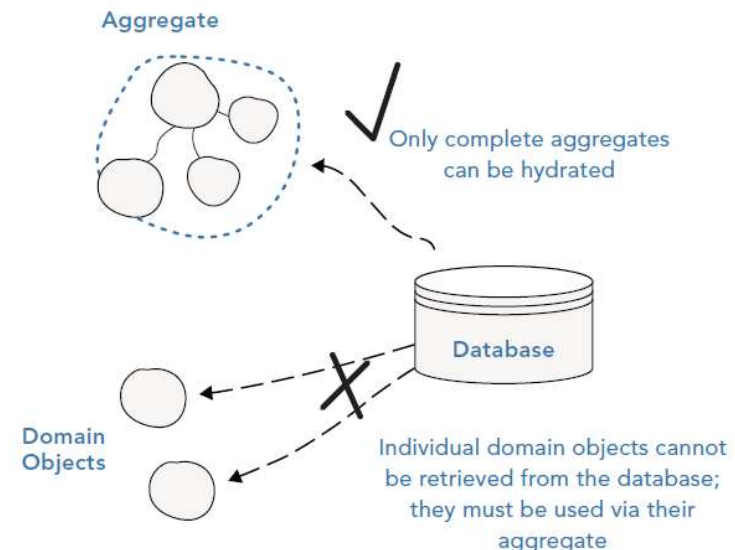 Aggregate
Only complete aggregates
can be hydrated
Database
Domain
Objects
Individual domain objects cannot
be retrieved from the database;
they must be used via their
aggregate